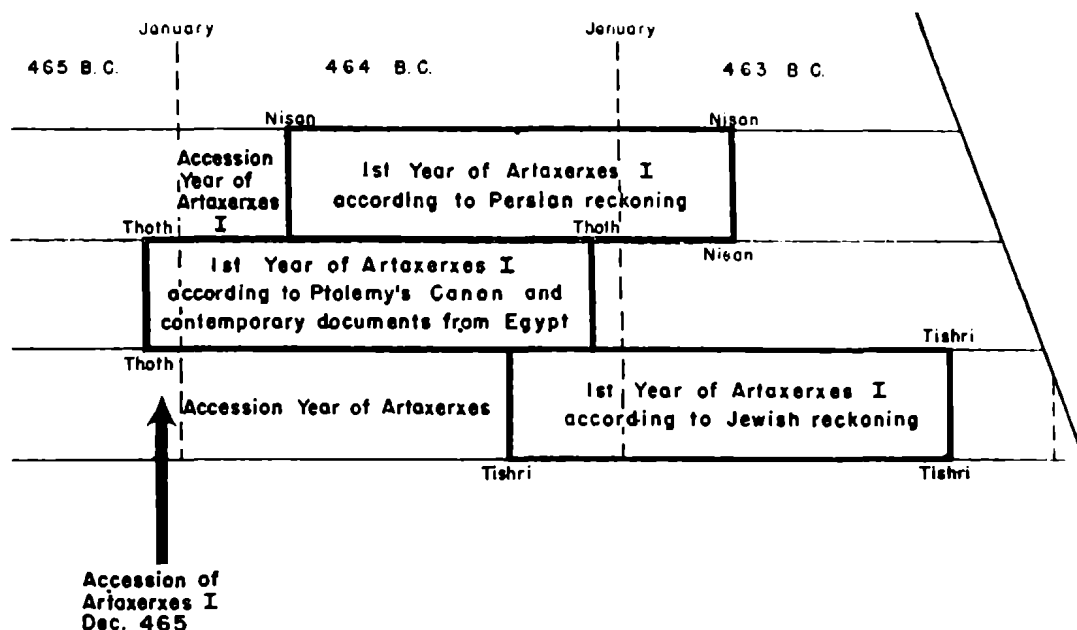 January
January
465 B.C.
464 B.C.
463 B C.
Nisan
Nisan
Accession
Year of
Artaxerxes
I
1st Year of Artaxerxes I
according to Persian reckoning
Thoth
Thoth
Nisan
1st Year of Artaxerxes I
according to Ptolemy's Canon and
contemporary documents from Egypt
Tishri
Thoth
Accession Year of Artaxerxes
1st Year of Artaxerxes I
according to Jewish reckoning
Tishri
Tishri
Accession of
Artaxerxes I
Dec. 465